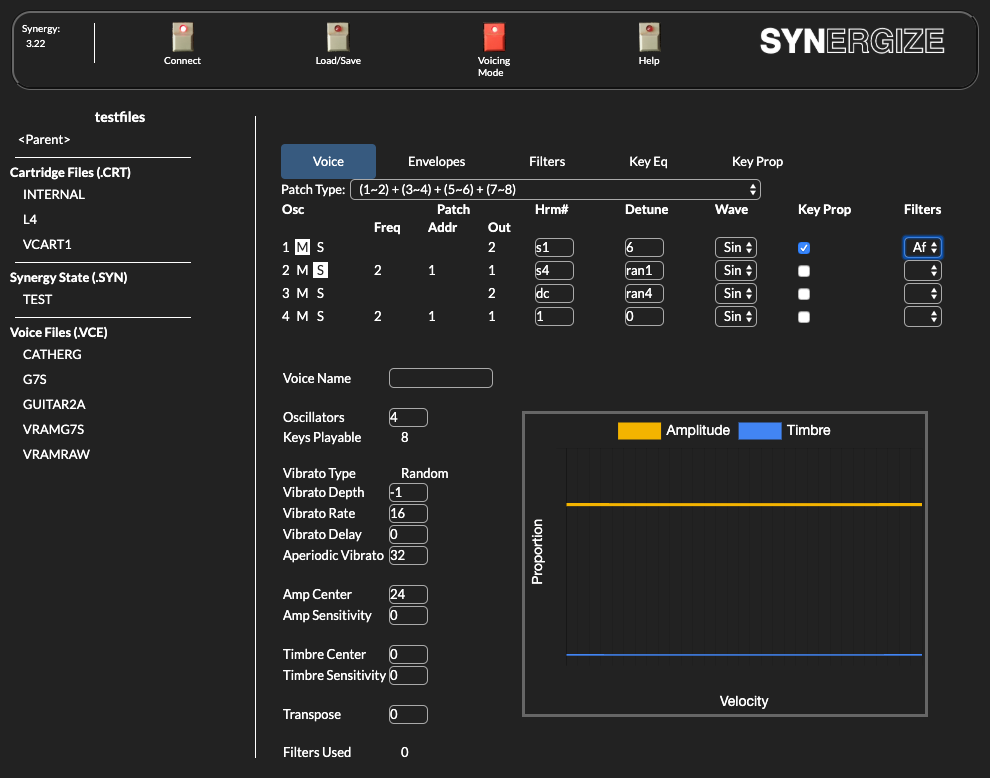 Synergy:
3.22
Connect
Load/Save
Voicing
Mode
Help
SYNERGIZE
testfiles
<Parent>
Cartridge Files (.CRT)
INTERNAL
L4
VCART1
Synergy State (.SYN)
TEST
Voice Files (.VCE)
CATHERG
G7S
GUITAR2A
VRAMG7S
VRAMRAW
Voice Envelopes Filters Key Eq Key Prop
Patch Type: (1~2) + (3~4) + (5~6) + (7~8)
Osc Patch Hrm# Detune Wave Key Prop Filters
Freq Addr Out
1 M S 2 s1 6 Sin Af
2 M S 2 1 1 s4 ran1 Sin
3 M S 2 dc ran4 Sin
4 M S 2 1 1 1 0 Sin
Voice Name
Oscillators 4
Keys Playable 8
Vibrato Type Random
Vibrato Depth -1
Vibrato Rate 16
Vibrato Delay 0
Aperiodic Vibrato 32
Amp Center 24
Amp Sensitivity 0
Timbre Center 0
Timbre Sensitivity 0
Transpose 0
Filters Used 0
Amplitude Timbre
Proportion
Velocity